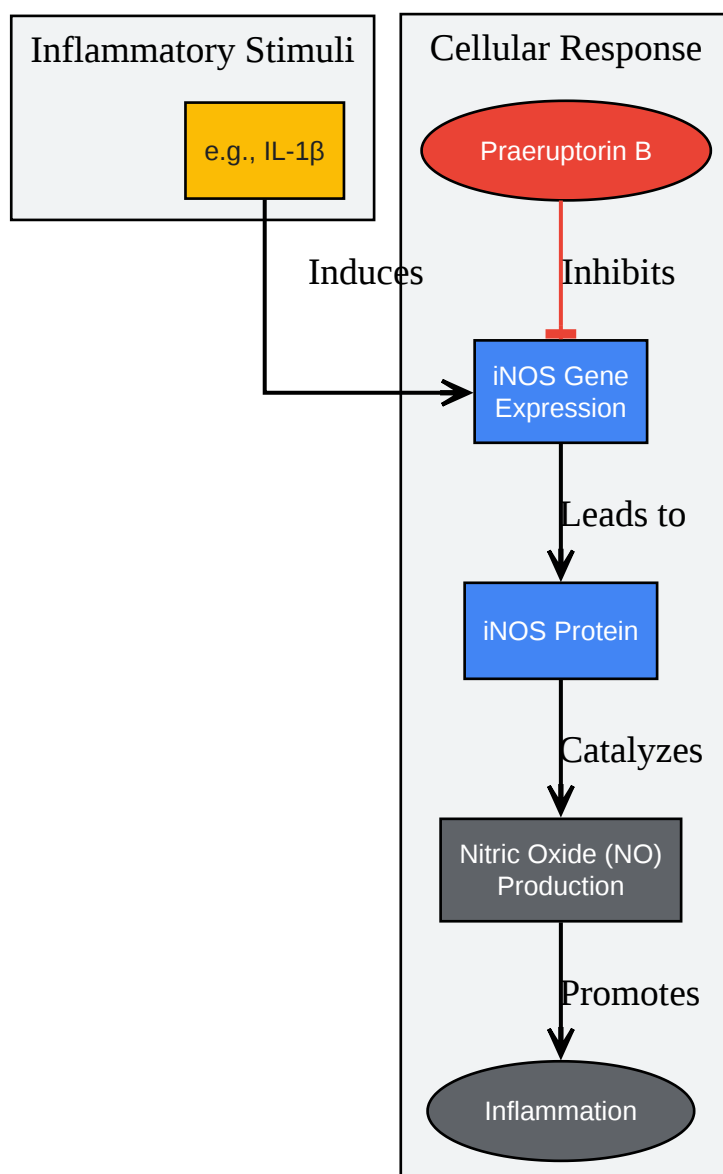 Inflammatory Stimuli
e.g., IL-1β
Cellular Response
Praeruptorin B
Induces
Inhibits
iNOS Gene
Expression
Leads to
iNOS Protein
Catalyzes
Nitric Oxide (NO)
Production
Promotes
Inflammation